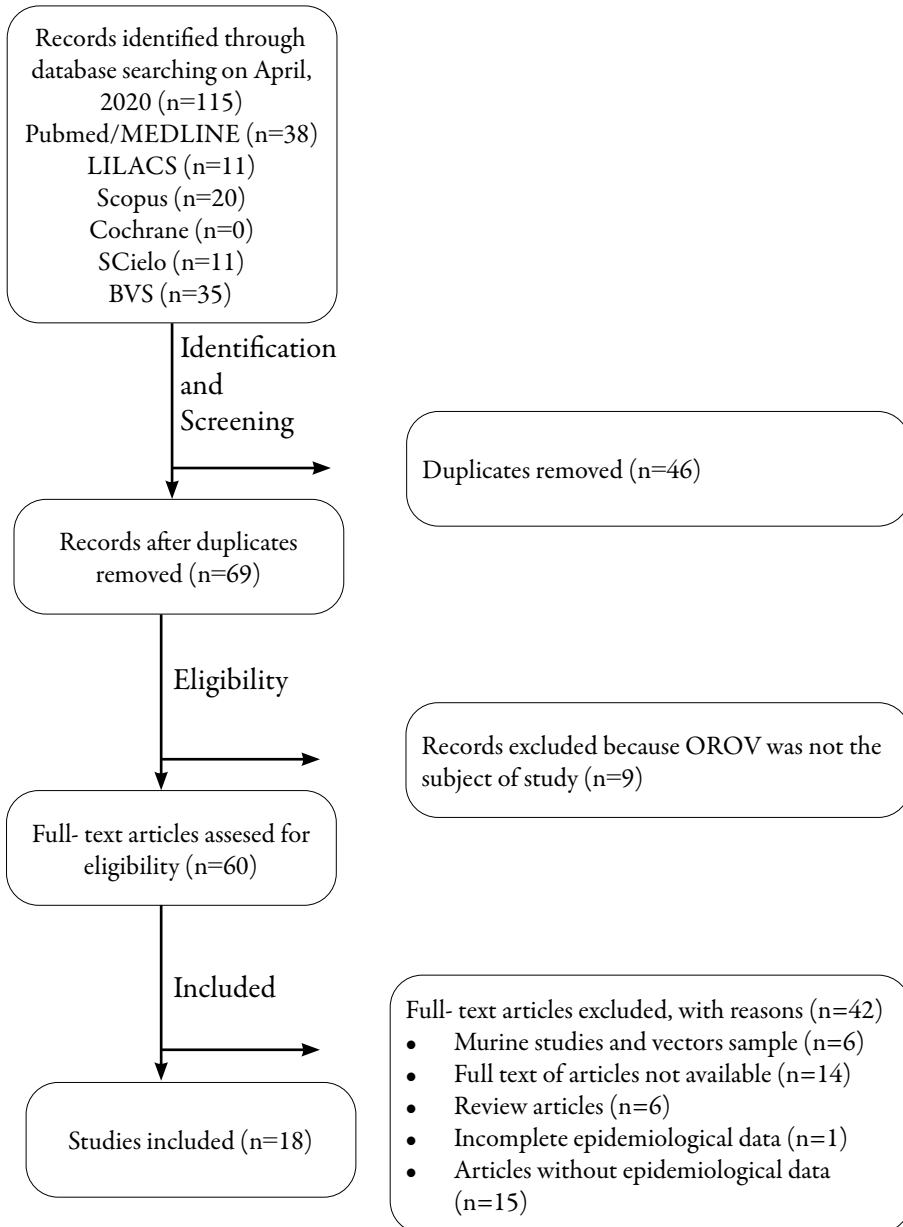 Records identified through
database searching on April,
2020 (n=115)
Pubmed/MEDLINE (n=38)
LILACS (n=11)
Scopus (n=20)
Cochrane (n=0)
SCielo (n=11)
BVS (n=35)
Identification
and
Screening
Duplicates removed (n=46)
Records after duplicates
removed (n=69)
Eligibility
Records excluded because OROV was not the
subject of study (n=9)
Full- text articles assesed for
eligibility (n=60)
Included
Full- text articles excluded, with reasons (n=42)
• Murine studies and vectors sample (n=6)
• Full text of articles not available (n=14)
• Review articles (n=6)
• Incomplete epidemiological data (n=1)
• Articles without epidemiological data
(n=15)
Studies included (n=18)